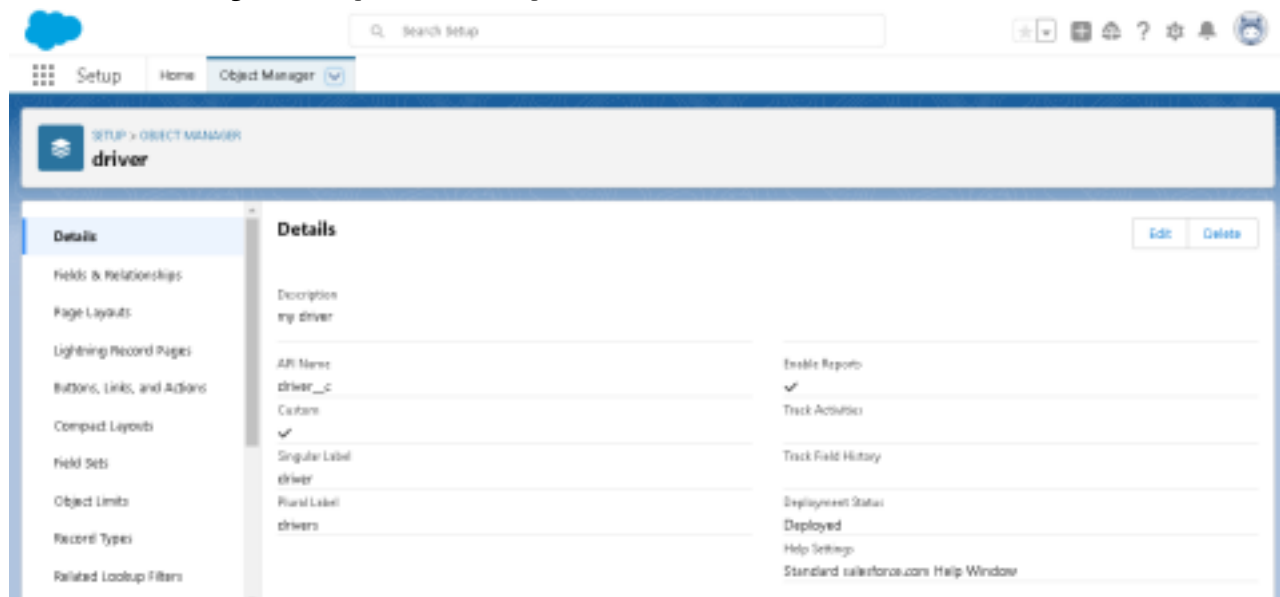 Search Setup
Setup
Home
Object Manager
SETUP > OBJECT MANAGER
driver
Details
Fields & Relationships
Page Layouts
Lightning Record Pages
Buttons, Links, and Actions
Compact Layouts
Field Sets
Object Limits
Record Types
Related Lookup Filters
Details
Edit
Delete
Description
my driver
API Name
driver__c
Custom
Singular Label
driver
Plural Label
drivers
Enable Reports
Track Activities
Track Field History
Deployment Status
Deployed
Help Settings
Standard salesforce.com Help Window